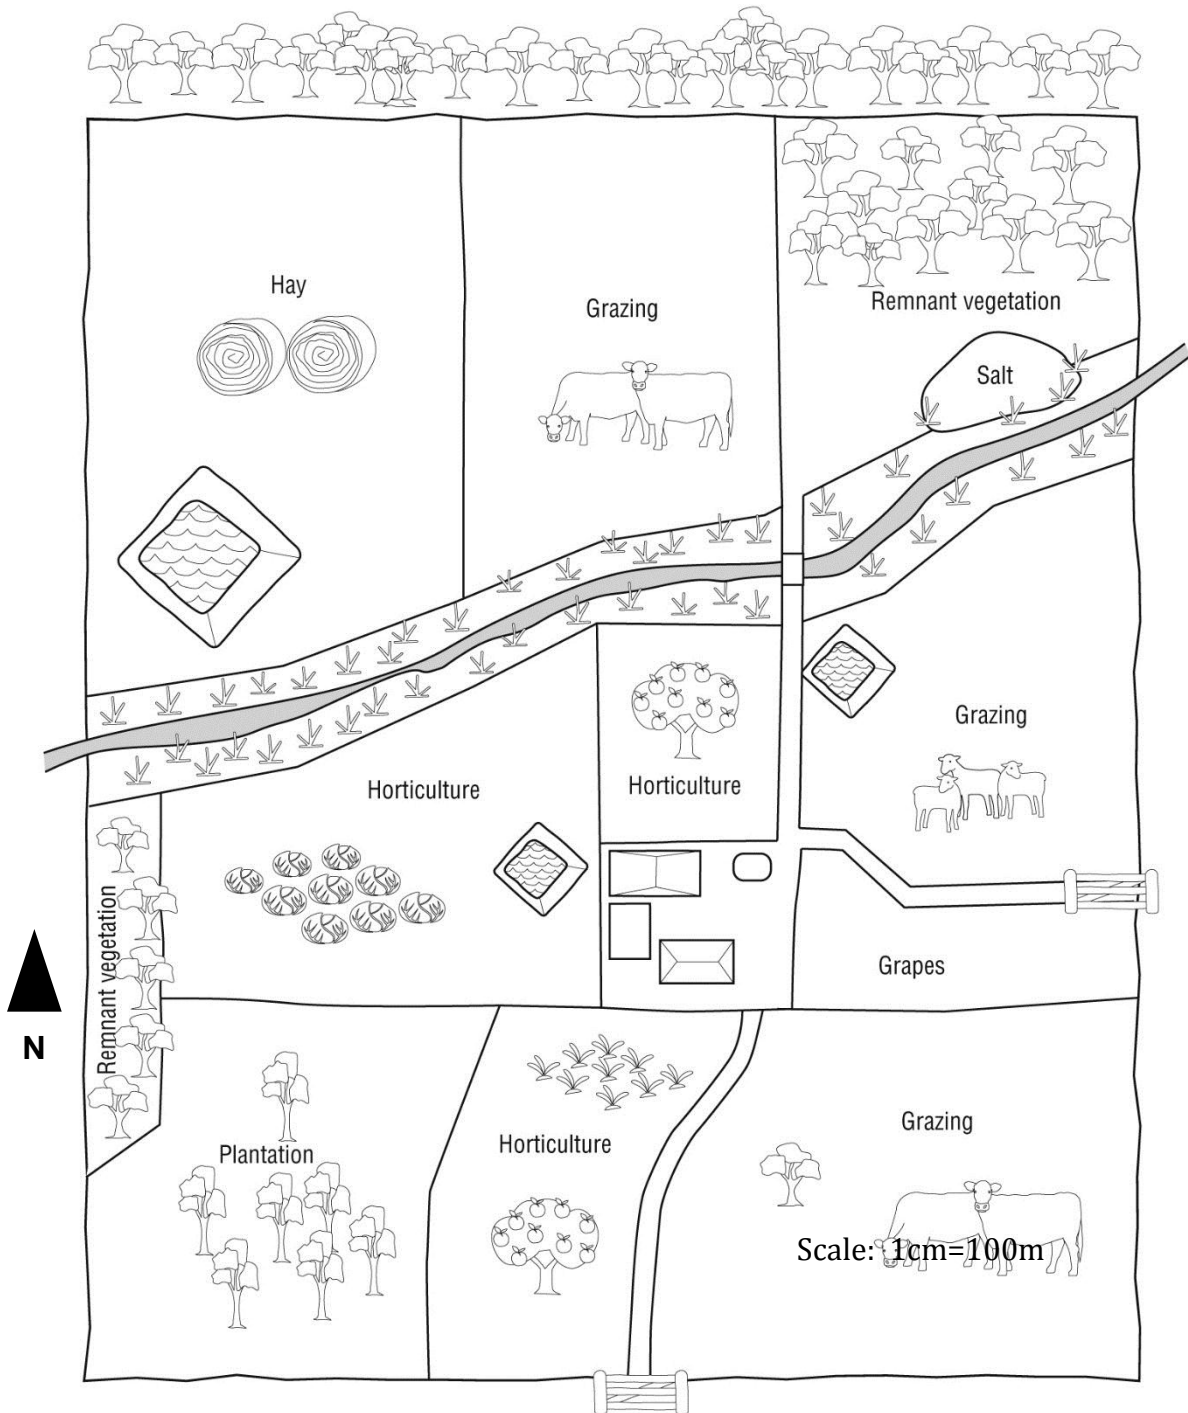 Hay
Grazing
Remnant vegetation
Salt
Grazing
Horticulture
Horticulture
Remnant vegetation
Grapes
N
Grazing
Horticulture
Plantation
Scale: 1cm=100m